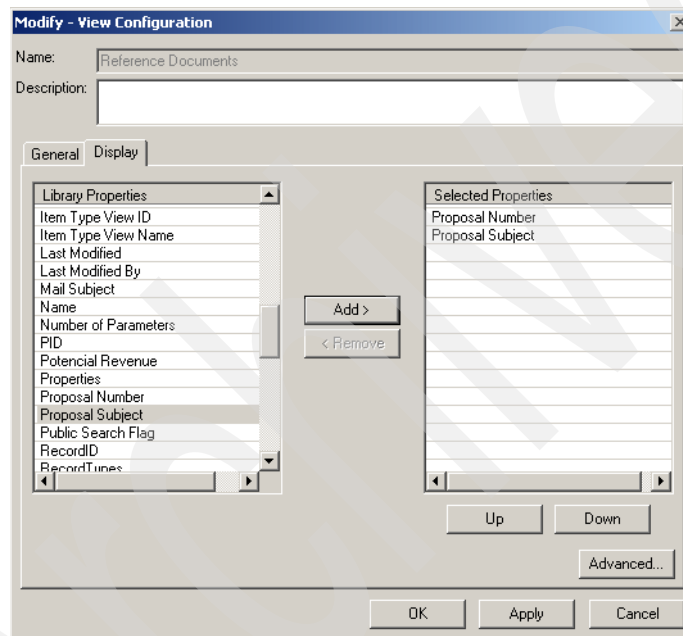 Modify - View Configuration
Name: Reference Documents
Description:
General Display
Library Properties
Item Type View ID
Item Type View Name
Last Modified
Last Modified By
Mail Subject
Name
Number of Parameters
PID
Potencial Revenue
Properties
Proposal Number
Proposal Subject
Public Search Flag
RecordID
RecordTypes
Add >
< Remove
Selected Properties
Proposal Number
Proposal Subject
Up Down
Advanced...
OK Apply Cancel